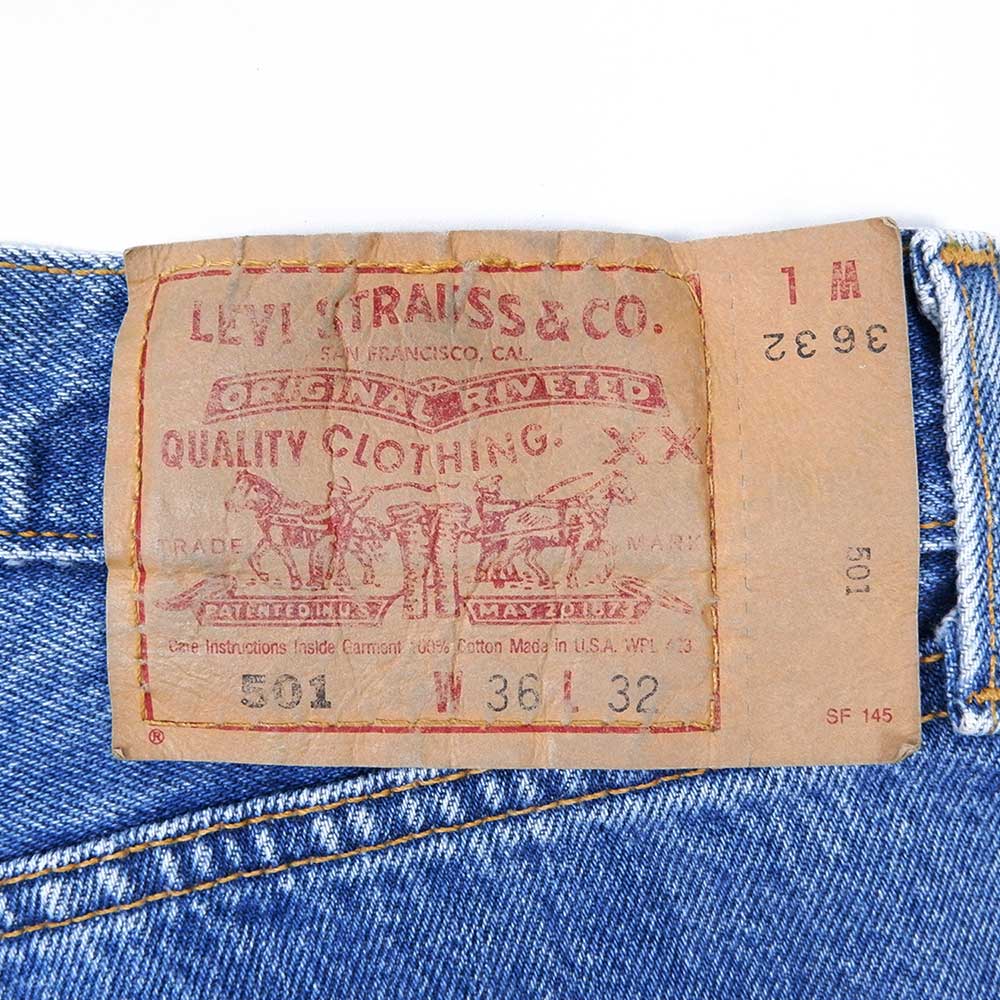 LEVI STRAUSS & CO.
SAN FRANCISCO, CAL.
ORIGINAL RIVETED
QUALITY CLOTHING. XX
TRADE MARK
PATENTED IN U.S. MAY 20 1873
Care Instructions Inside Garment 100% Cotton Made in U.S.A. WPL 423
501 W 36 L 32
®
1 M
3632
501
SF 145